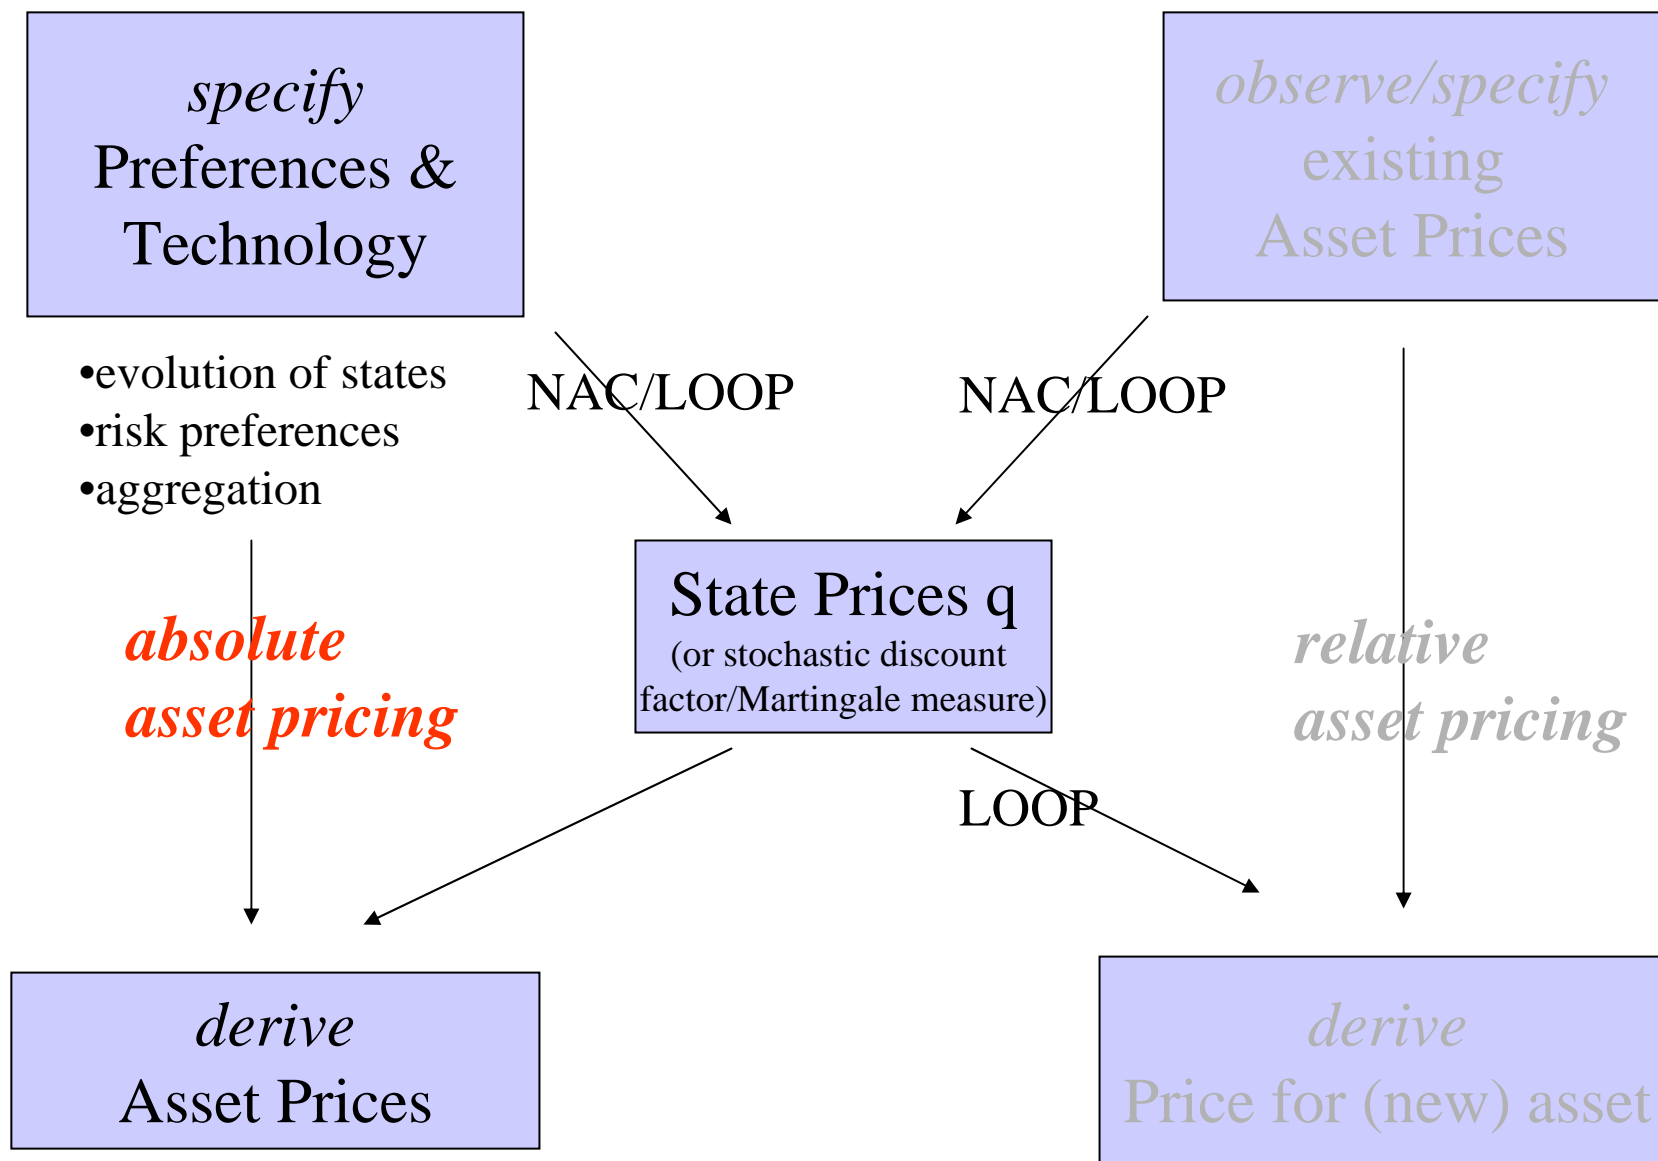 specify
Preferences &
Technology
observe/specify
existing
Asset Prices
•evolution of states
•risk preferences
•aggregation
NAC/LOOP
NAC/LOOP
absolute
asset pricing
State Prices q
(or stochastic discount
factor/Martingale measure)
relative
asset pricing
LOOP
derive
Asset Prices
derive
Price for (new) asset